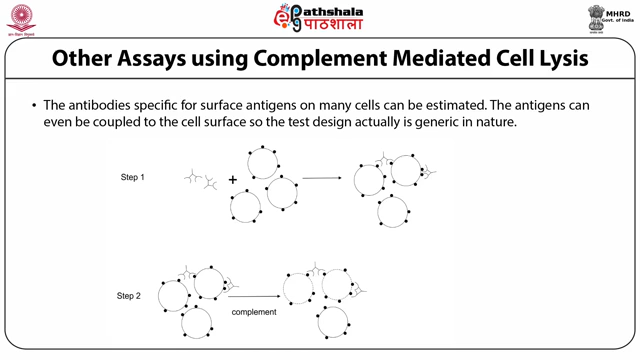 Pathshala
पाठशाला
MHRD
Govt. of India
Other Assays using Complement Mediated Cell Lysis
• The antibodies specific for surface antigens on many cells can be estimated. The antigens can
even be coupled to the cell surface so the test design actually is generic in nature.
Step 1
+
Step 2
complement